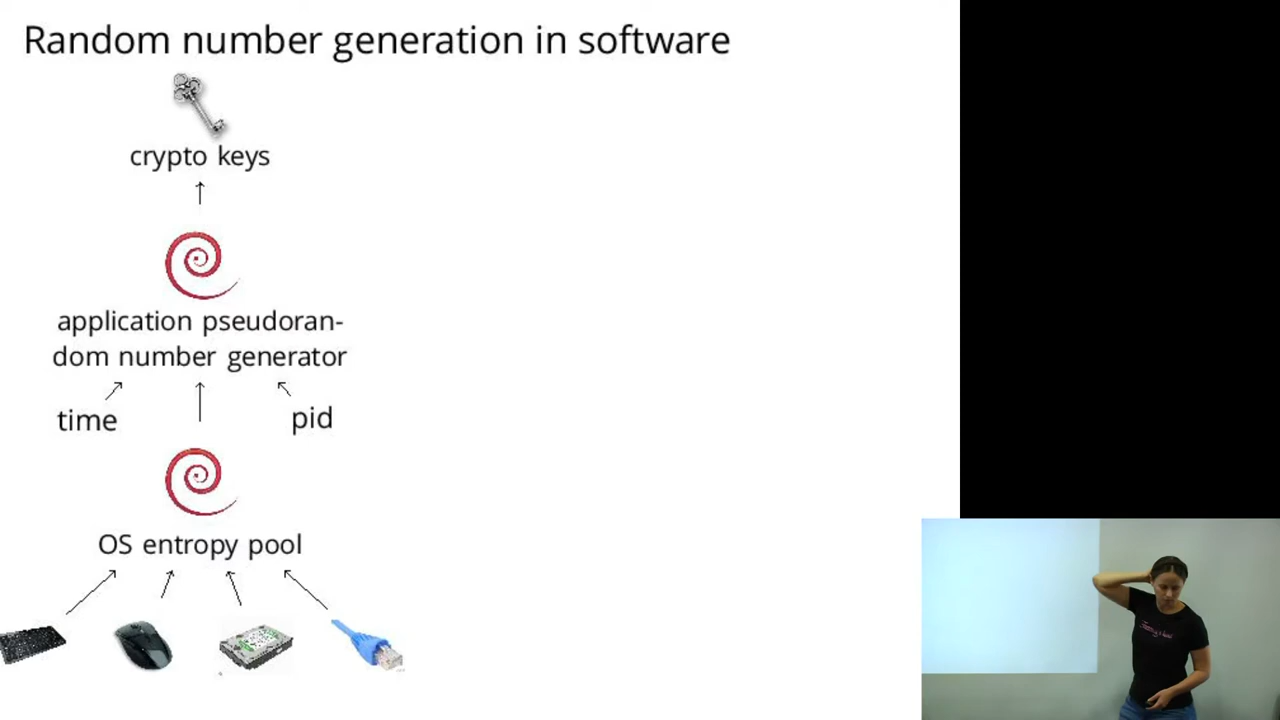 Random number generation in software
crypto keys
application pseudoran-
dom number generator
time
pid
OS entropy pool